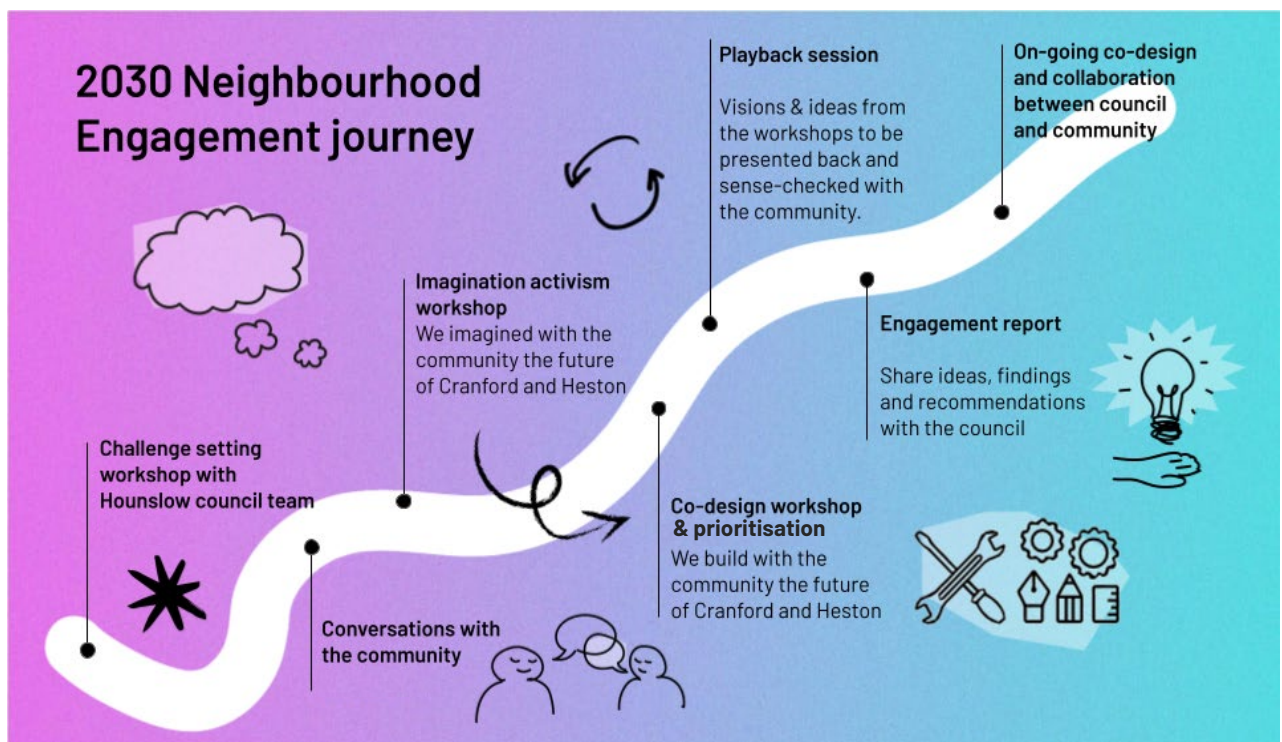 2030 Neighbourhood
Engagement journey
Challenge setting
workshop with
Hounslow council team
Conversations with
the community
Imagination activism
workshop
We imagined with the
community the future
of Cranford and Heston
Co-design workshop
& prioritisation
We build with the
community the future
of Cranford and Heston
Playback session
Visions & ideas from
the workshops to be
presented back and
sense-checked with
the community.
Engagement report
Share ideas, findings
and recommendations
with the council
On-going co-design
and collaboration
between council
and community